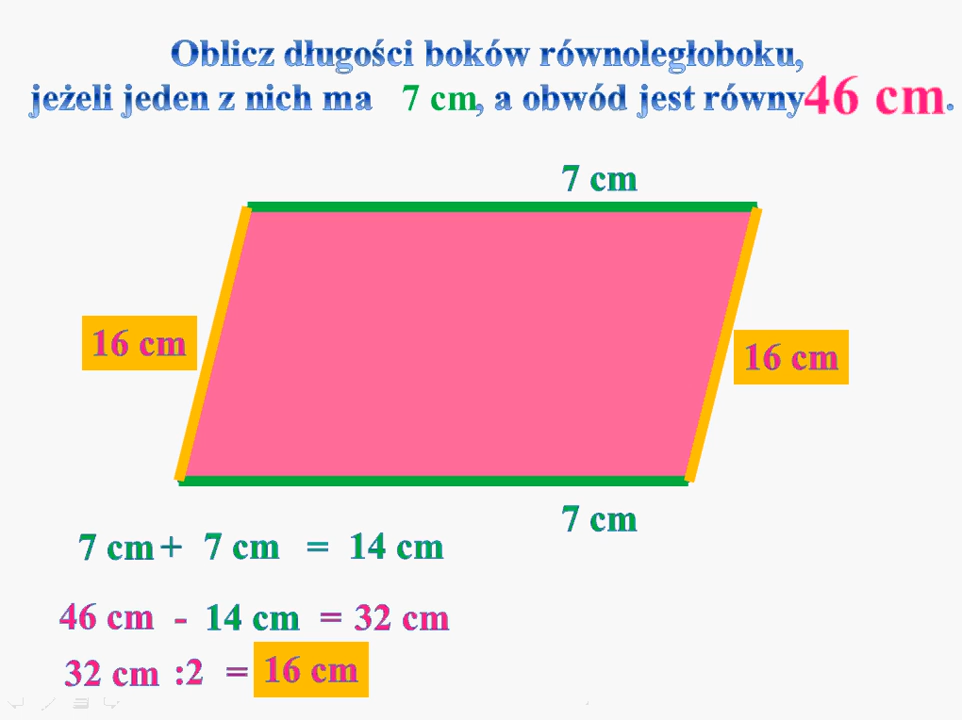 Oblicz długości boków równoległoboku,
jeżeli jeden z nich ma 7 cm, a obwód jest równy 46 cm.
7 cm
16 cm
16 cm
7 cm
7 cm + 7 cm = 14 cm
46 cm - 14 cm = 32 cm
32 cm :2 = 16 cm